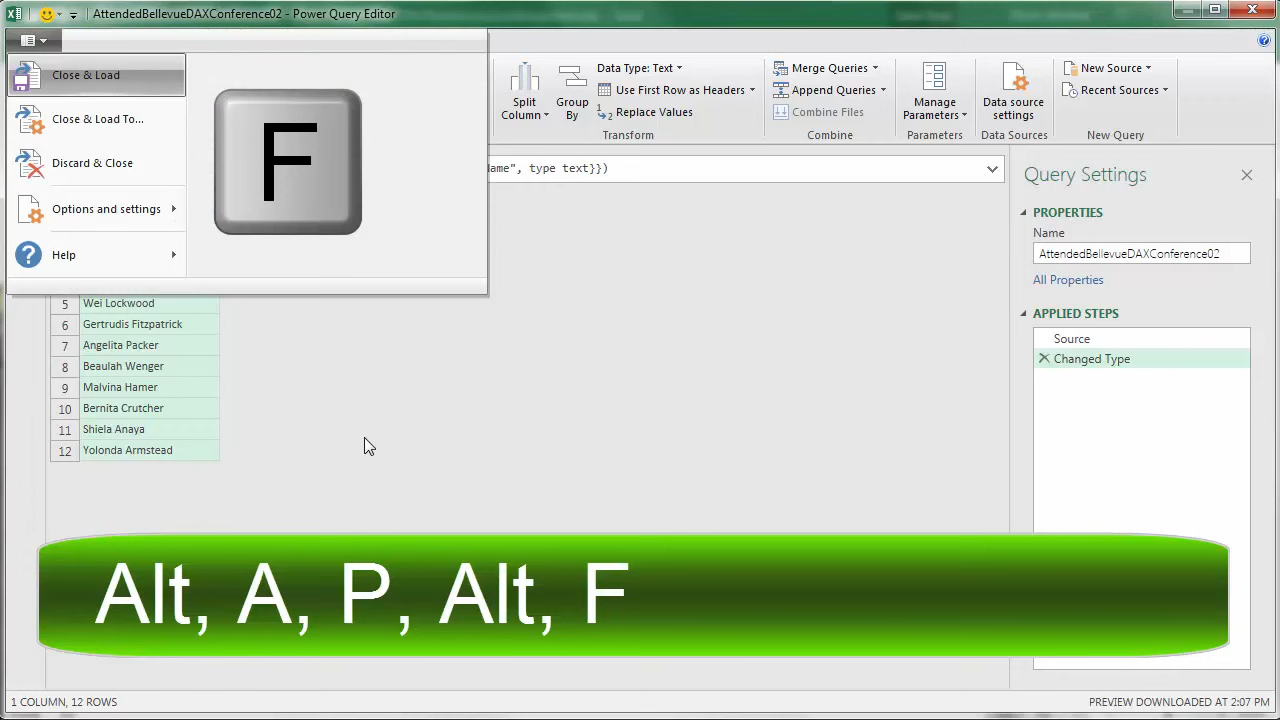 AttendedBellevueDAXConference02 - Power Query Editor
Close & Load
Close & Load To...
Discard & Close
Options and settings
Help
F
Split Column
Group By
Data Type: Text
Use First Row as Headers
Replace Values
Transform
Merge Queries
Append Queries
Combine Files
Combine
Manage Parameters
Parameters
Data source settings
Data Sources
New Source
Recent Sources
New Query
ame", type text}})
5 Wei Lockwood
6 Gertrudis Fitzpatrick
7 Angelita Packer
8 Beaulah Wenger
9 Malvina Hamer
10 Bernita Crutcher
11 Shiela Anaya
12 Yolonda Armstead
Query Settings
PROPERTIES
Name
AttendedBellevueDAXConference02
All Properties
APPLIED STEPS
Source
Changed Type
Alt, A, P, Alt, F
1 COLUMN, 12 ROWS
PREVIEW DOWNLOADED AT 2:07 PM